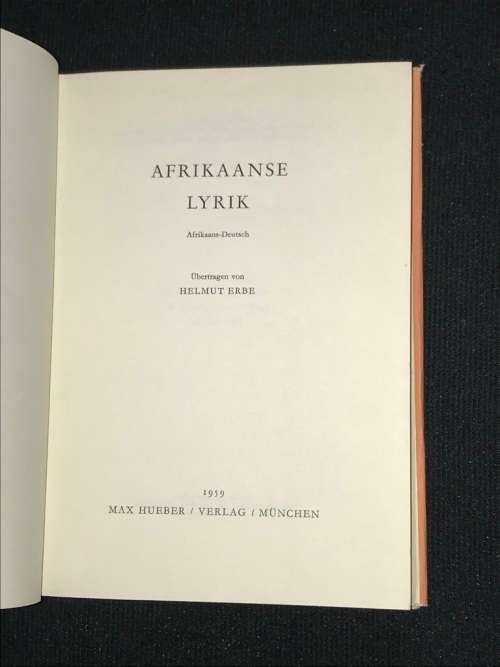 AFRIKAANSE
LYRIK
Afrikaans-Deutsch
Übertragen von
HELMUT ERBE
1959
MAX HUEBER / VERLAG / MÜNCHEN